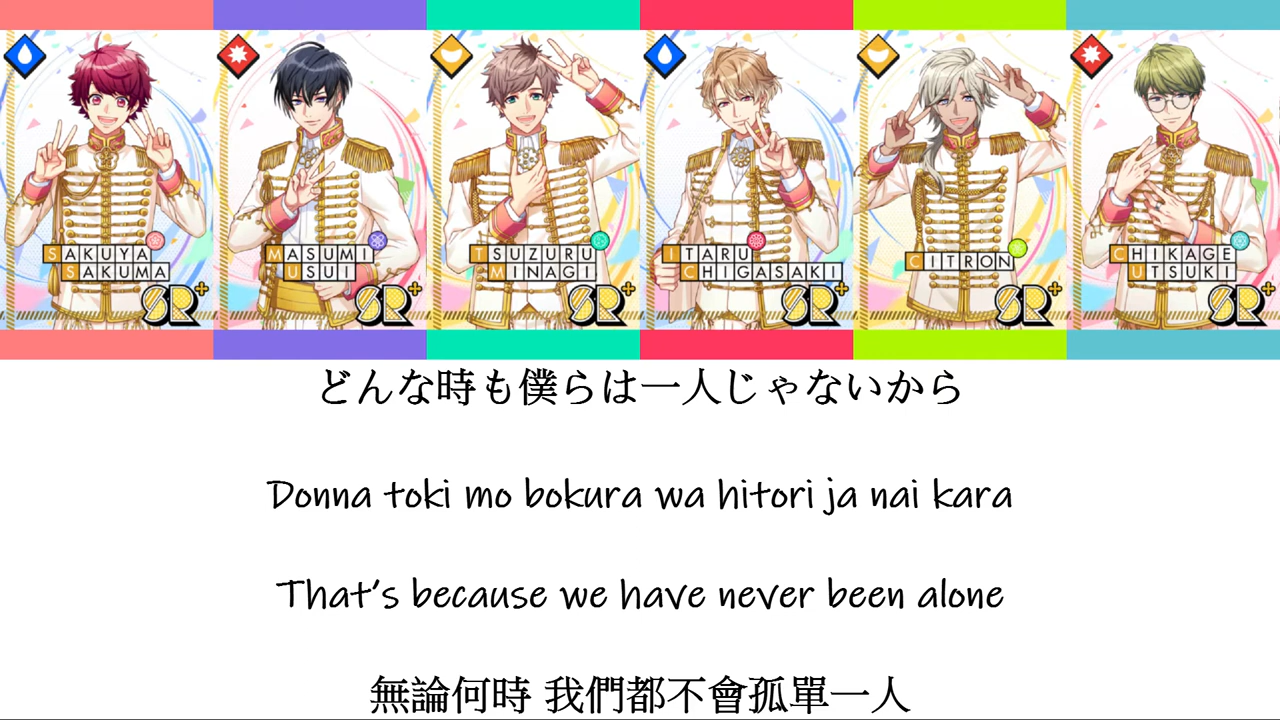 SAKUYA
SAKUMA
SR+
MASUMI
USUI
SR+
TSUZURU
MINAGI
SR+
ITARU
CHIGASAKI
SR+
CITRON
SR+
CHIKAGE
UTSUKI
SR+
どんな時も僕らは一人じゃないから
Donna toki mo bokura wa hitori ja nai kara
That's because we have never been alone
無論何時 我們都不會孤單一人